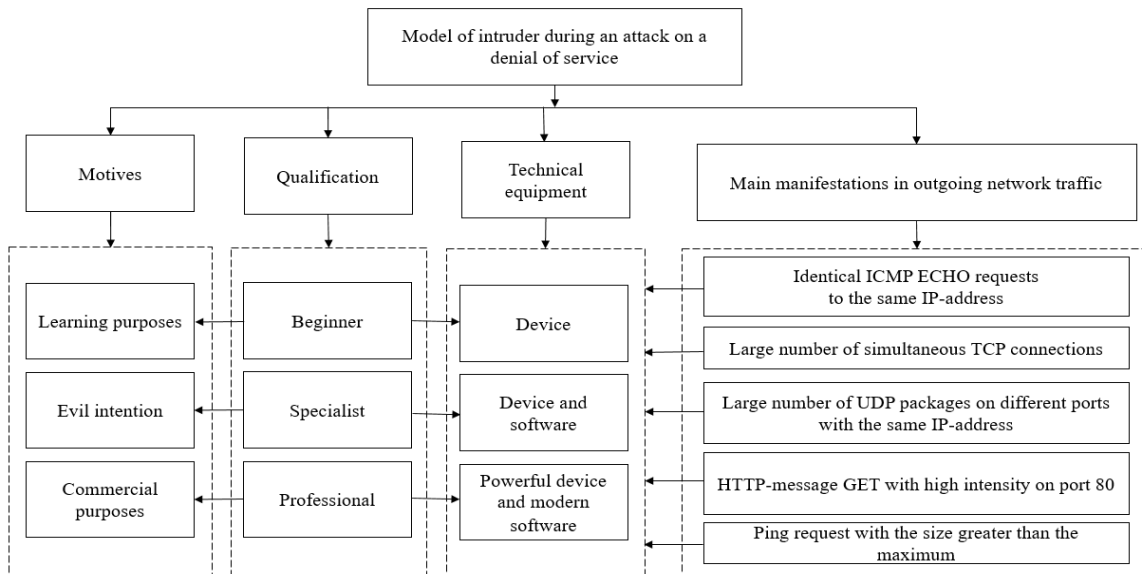 Model of intruder during an attack on a
denial of service
Motives
Qualification
Technical
equipment
Main manifestations in outgoing network traffic
Learning purposes
Beginner
Device
Identical ICMP ECHO requests
to the same IP-address
Large number of simultaneous TCP connections
Evil intention
Specialist
Device and
software
Large number of UDP packages on different ports
with the same IP-address
Commercial
purposes
Professional
Powerful device
and modern
software
HTTP-message GET with high intensity on port 80
Ping request with the size greater than the
maximum